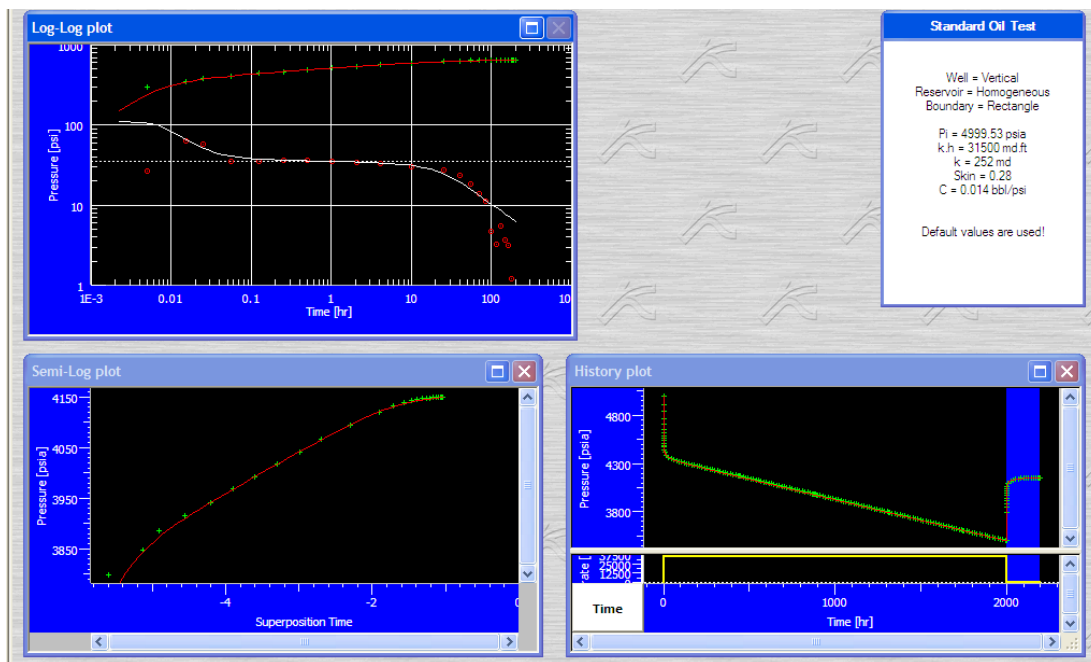 Log-Log plot
1000
100
10
1
Pressure [psi]
1E-3
0.01
0.1
1
10
100
10
Time [hr]
Standard Oil Test
Well = Vertical
Reservoir = Homogeneous
Boundary = Rectangle
Pi = 4999.53 psia
k.h = 31500 md.ft
k = 252 md
Skin = 0.28
C = 0.014 bbl/psi
Default values are used!
Semi-Log plot
4150
4050
3950
3850
Pressure [psia]
-4
-2
0
Superposition Time
History plot
4800
4300
3800
Pressure [psia]
37500
25000
12500
rate [
Time
0
1000
2000
Time [hr]